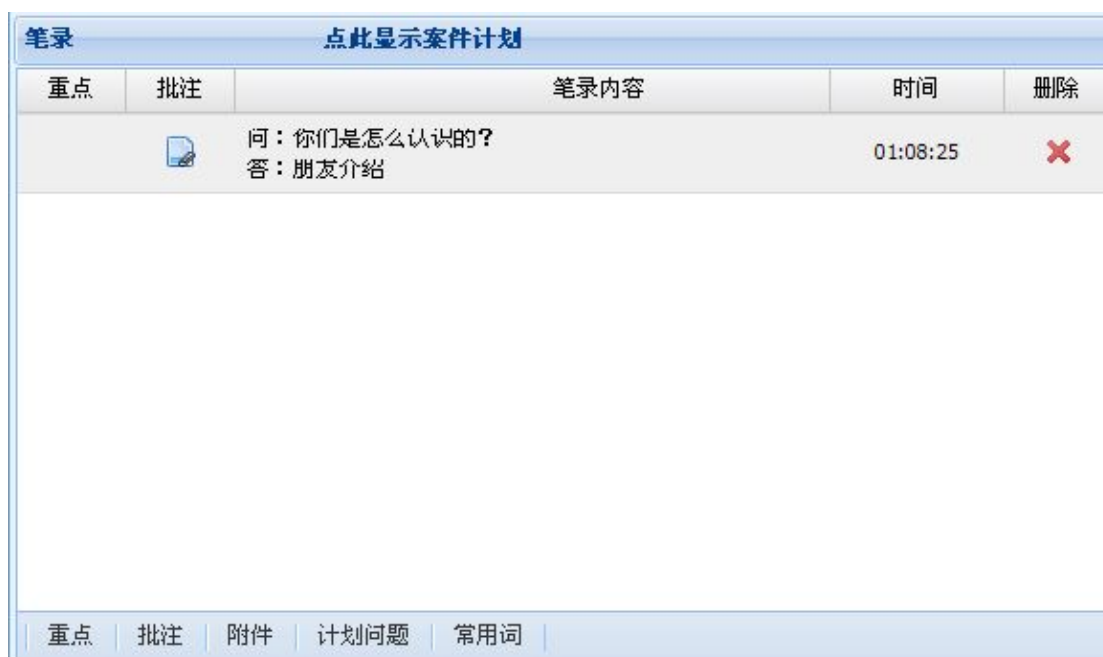 笔录 点此显示案件计划
重点 批注 笔录内容 时间 删除
问：你们是怎么认识的？
答：朋友介绍
01:08:25
重点 批注 附件 计划问题 常用词